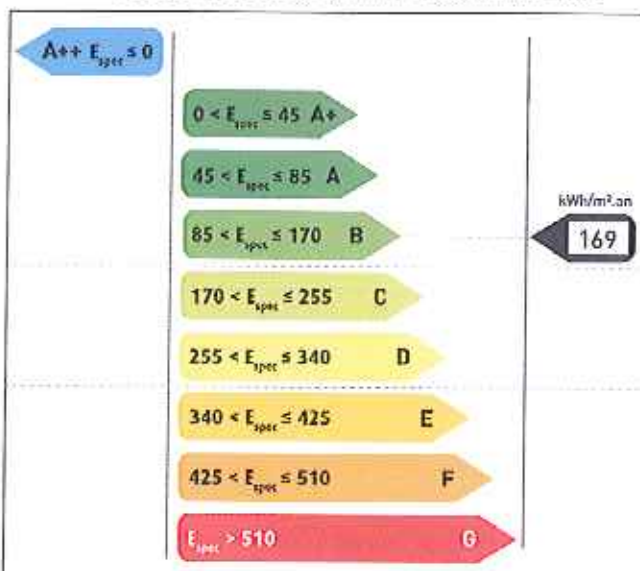 A++ Espec ≤ 0
0 < Espec ≤ 45 A+
45 < Espec ≤ 85 A
kWh/m².an
85 < Espec ≤ 170 B
169
170 < Espec ≤ 255 C
255 < Espec ≤ 340 D
340 < Espec ≤ 425 E
425 < Espec ≤ 510 F
Espec > 510 G